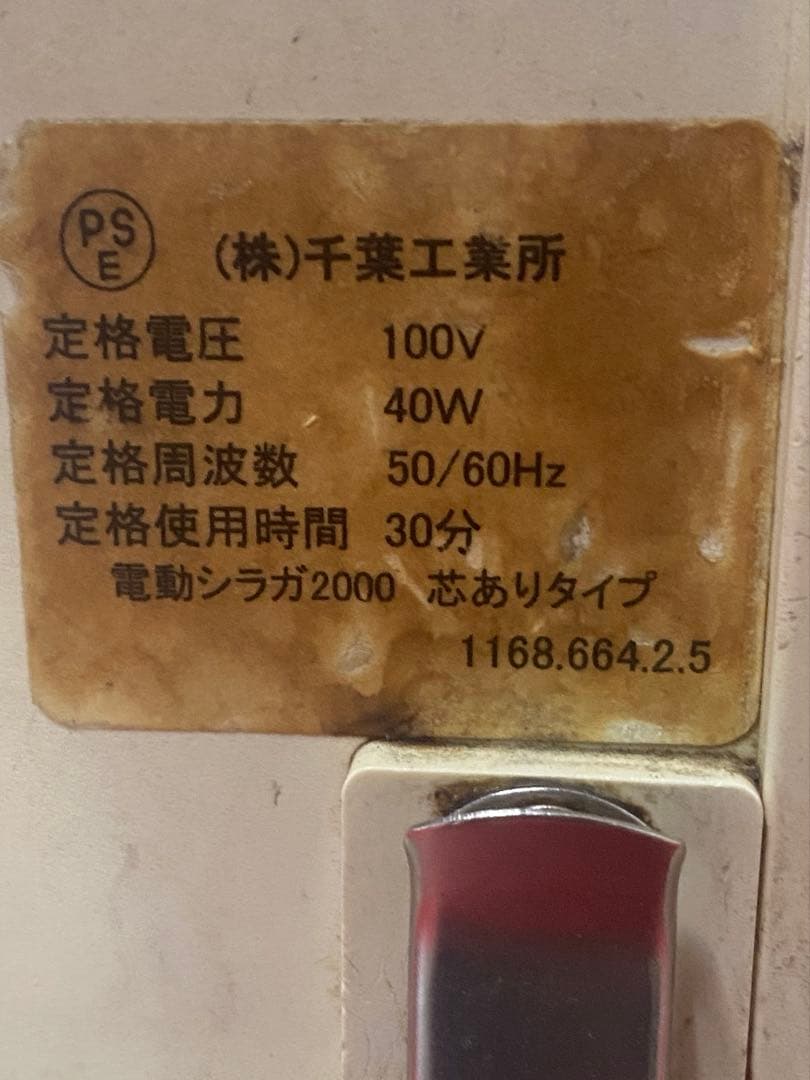 PS
E
(株)千葉工業所
定格電圧 100V
定格電力 40W
定格周波数 50/60Hz
定格使用時間 30分
電動シラガ2000 芯ありタイプ
1168.664.2.5